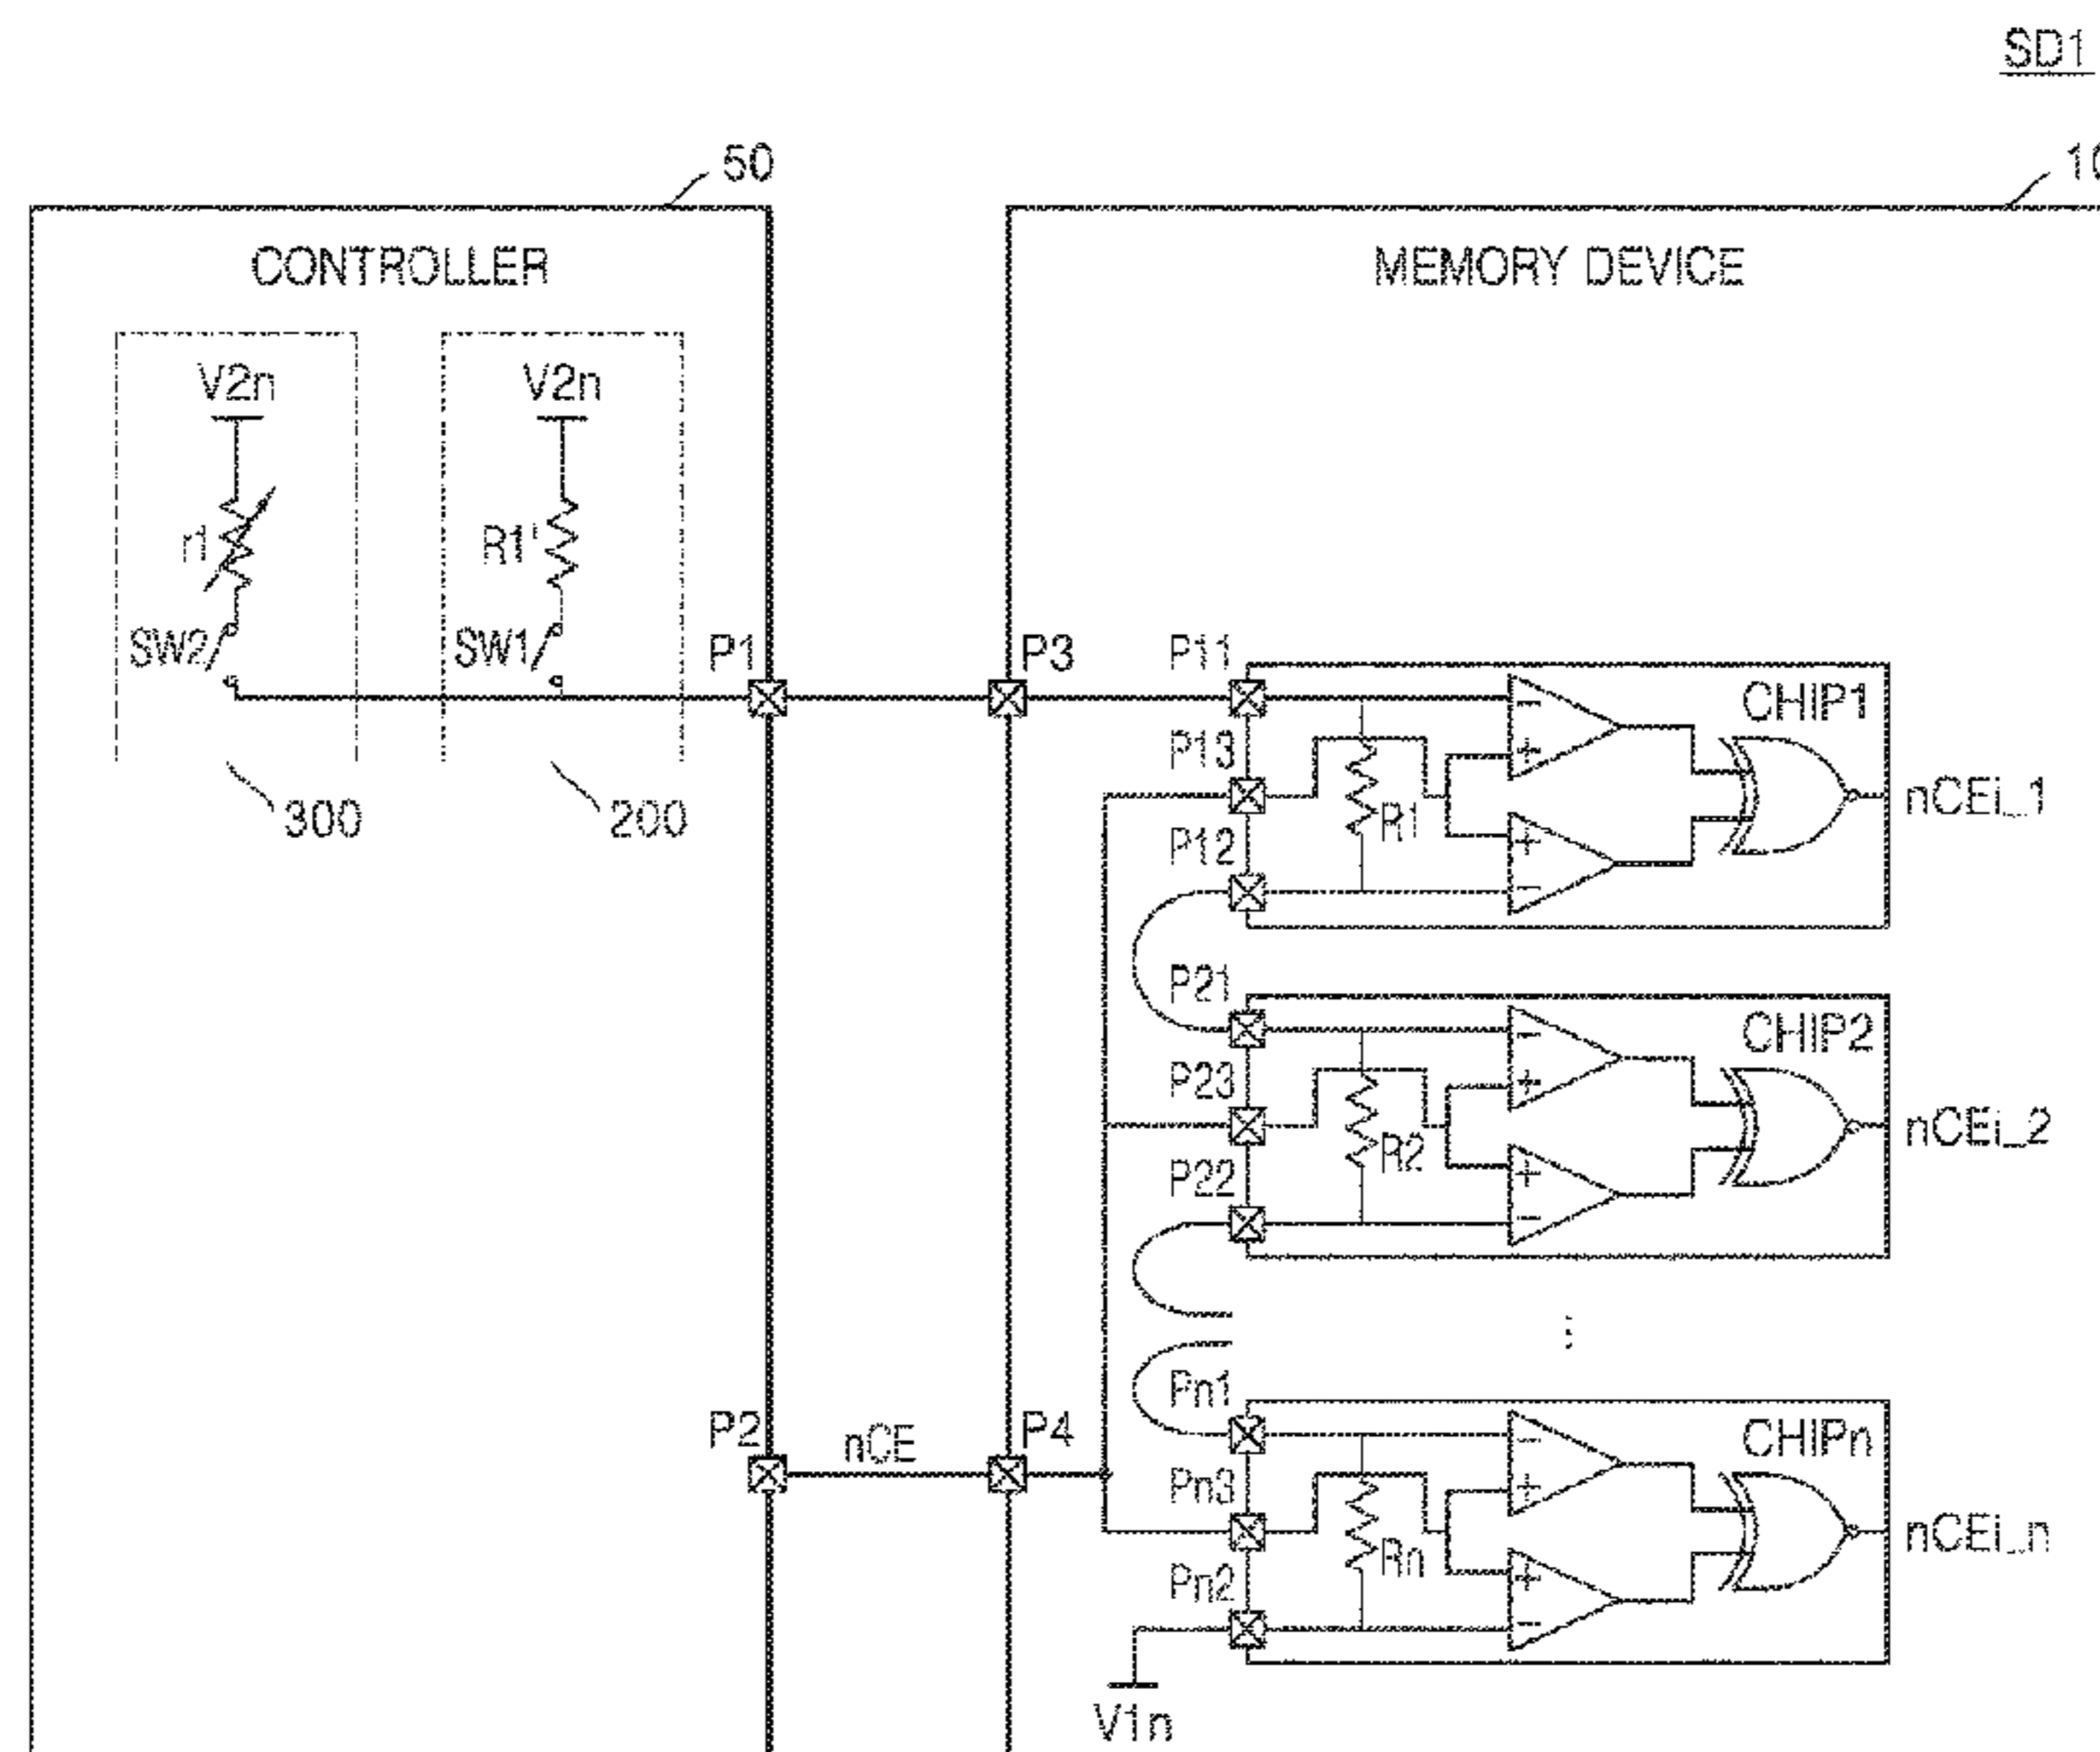 SD1
50
10
CONTROLLER
MEMORY DEVICE
V2n
V2n
r1
R1'
SW2
SW1
P1
P3
P11
CHIP1
P13
R1
nCEi_1
300
200
P12
P21
CHIP2
P23
R2
nCEi_2
P22
Pn1
CHIPn
P2
nCE
P4
Pn3
Rn
nCEi_n
Pn2
V1n